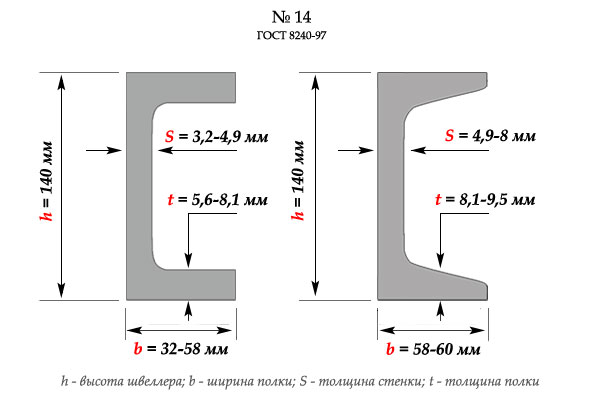 № 14
ГОСТ 8240-97
S = 3,2-4,9 мм
S = 4,9-8 мм
h = 140 мм
h = 140 мм
t = 5,6-8,1 мм
t = 8,1-9,5 мм
b = 32-58 мм
b = 58-60 мм
h - высота швеллера; b - ширина полки; S - толщина стенки; t - толщина полки